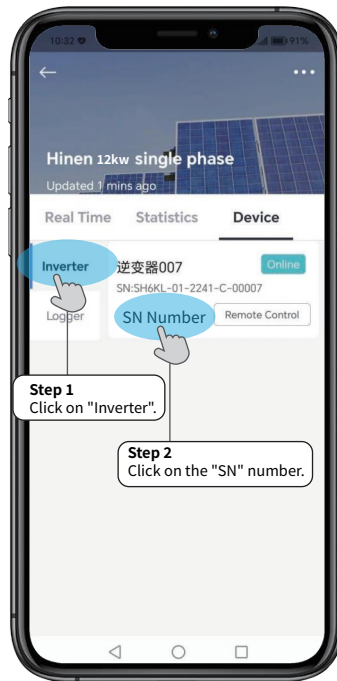 10:32
91%
Hinen 12kw single phase
Updated 1 mins ago
Real Time Statistics Device
Inverter
逆变器007
Online
SN:SH6KL-01-2241-C-00007
Logger
SN Number
Remote Control
Step 1
Click on "Inverter".
Step 2
Click on the "SN" number.